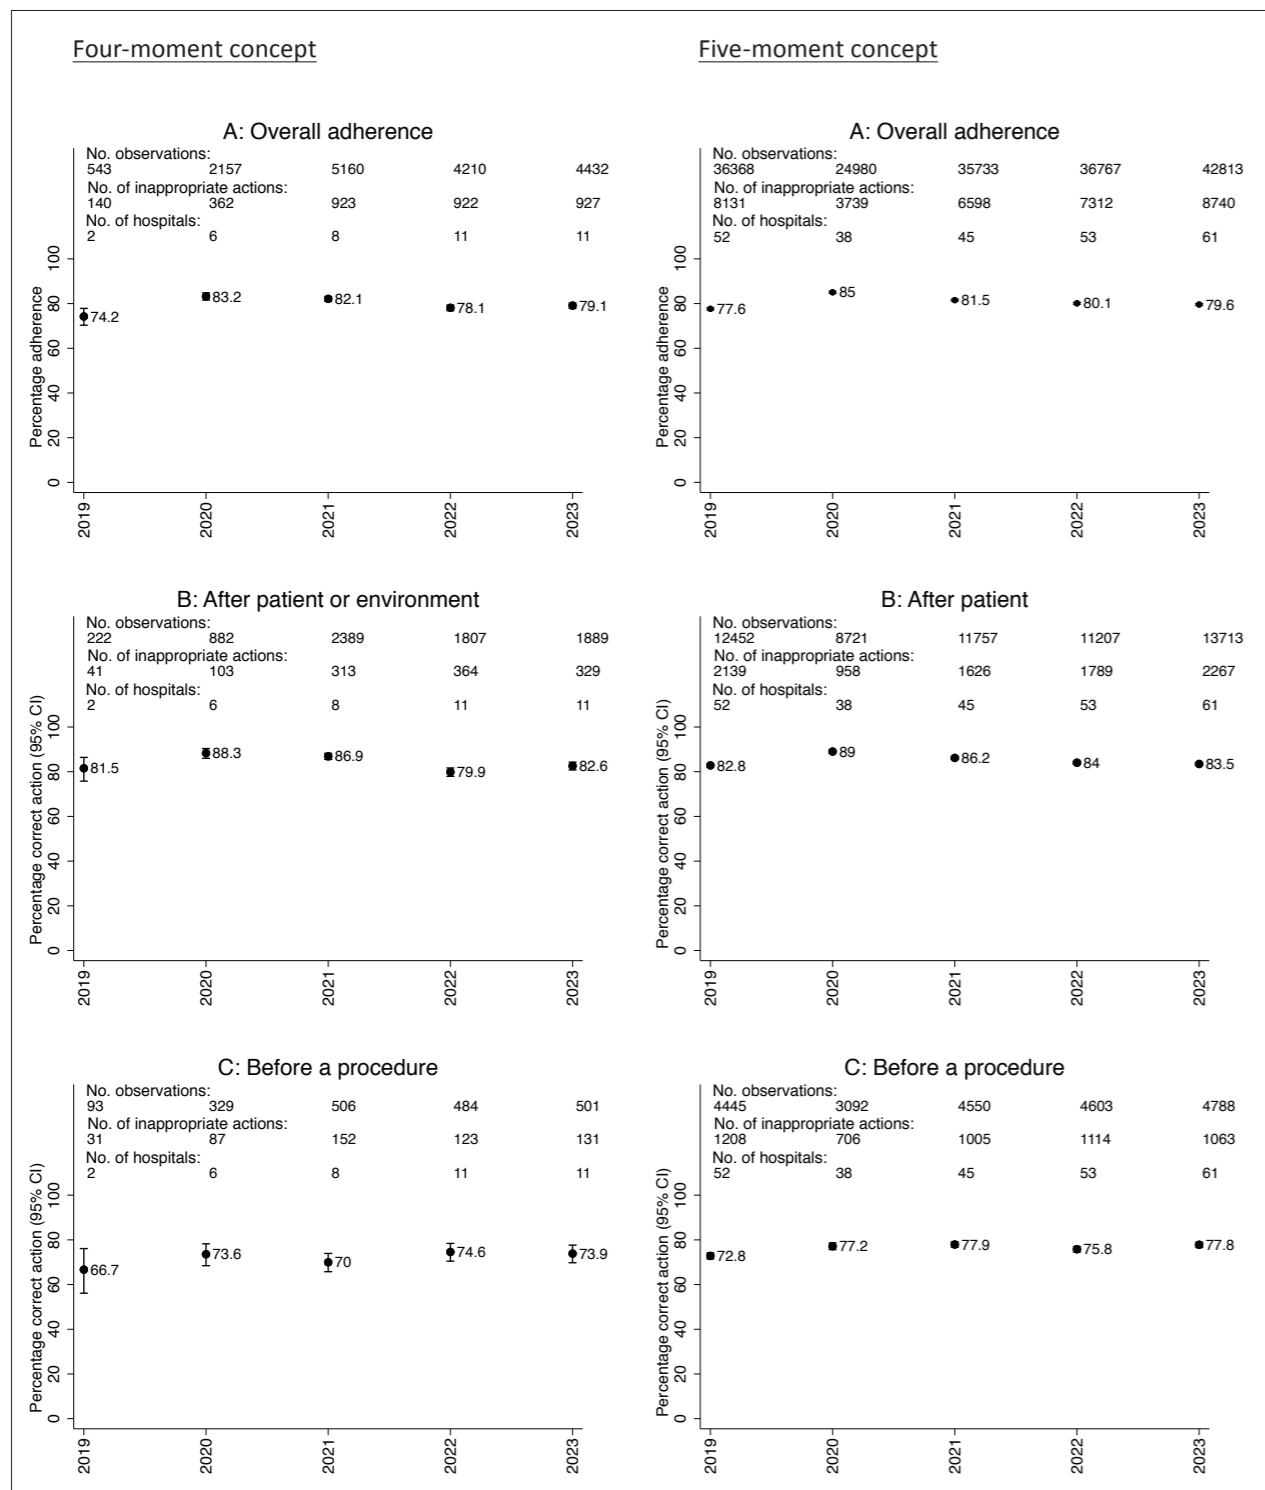 Four-moment concept
Five-moment concept
A: Overall adherence
No. observations:
543 2157 5160 4210 4432
No. of inappropriate actions:
140 362 923 922 927
No. of hospitals:
2 6 8 11 11
Percentage adherence
100
80
60
40
20
0
74.2 83.2 82.1 78.1 79.1
2019 2020 2021 2022 2023
A: Overall adherence
No. observations:
36368 24980 35733 36767 42813
No. of inappropriate actions:
8131 3739 6598 7312 8740
No. of hospitals:
52 38 45 53 61
Percentage adherence
100
80
60
40
20
0
77.6 85 81.5 80.1 79.6
2019 2020 2021 2022 2023
B: After patient or environment
No. observations:
222 882 2389 1807 1889
No. of inappropriate actions:
41 103 313 364 329
No. of hospitals:
2 6 8 11 11
Percentage correct action (95% CI)
100
80
60
40
20
0
81.5 88.3 86.9 79.9 82.6
2019 2020 2021 2022 2023
B: After patient
No. observations:
12452 8721 11757 11207 13713
No. of inappropriate actions:
2139 958 1626 1789 2267
No. of hospitals:
52 38 45 53 61
Percentage correct action (95% CI)
100
80
60
40
20
0
82.8 89 86.2 84 83.5
2019 2020 2021 2022 2023
C: Before a procedure
No. observations:
93 329 506 484 501
No. of inappropriate actions:
31 87 152 123 131
No. of hospitals:
2 6 8 11 11
Percentage correct action (95% CI)
100
80
60
40
20
0
66.7 73.6 70 74.6 73.9
2019 2020 2021 2022 2023
C: Before a procedure
No. observations:
4445 3092 4550 4603 4788
No. of inappropriate actions:
1208 706 1005 1114 1063
No. of hospitals:
52 38 45 53 61
Percentage correct action (95% CI)
100
80
60
40
20
0
72.8 77.2 77.9 75.8 77.8
2019 2020 2021 2022 2023